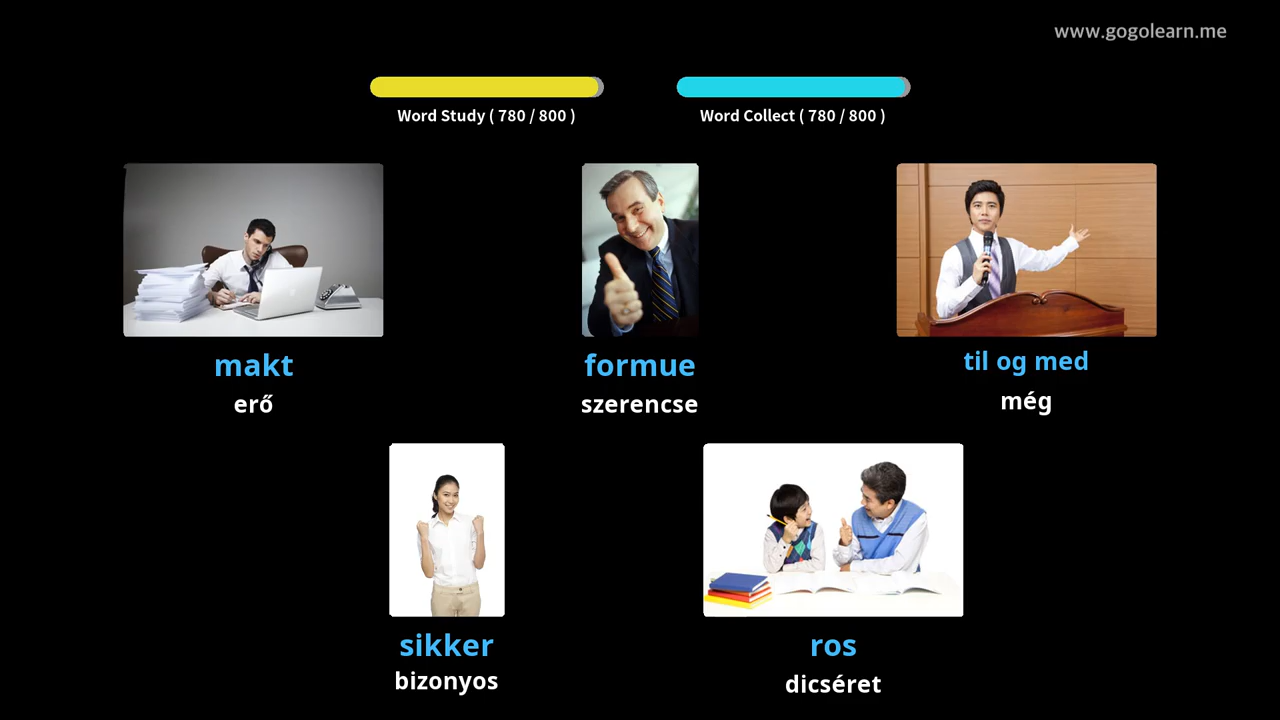 www.gogolearn.me
Word Study ( 780 / 800 )
Word Collect ( 780 / 800 )
makt
erő
formue
szerencse
til og med
még
sikker
bizonyos
ros
dicséret